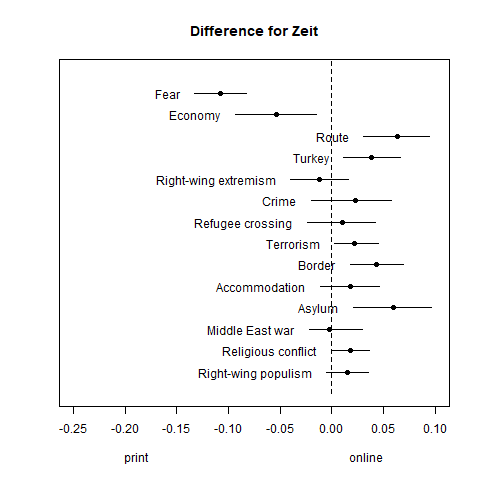 Difference for Zeit
Fear
Economy
Route
Turkey
Right-wing extremism
Crime
Refugee crossing
Terrorism
Border
Accommodation
Asylum
Middle East war
Religious conflict
Right-wing populism
-0.25 -0.20 -0.15 -0.10 -0.05 0.00 0.05 0.10
print online